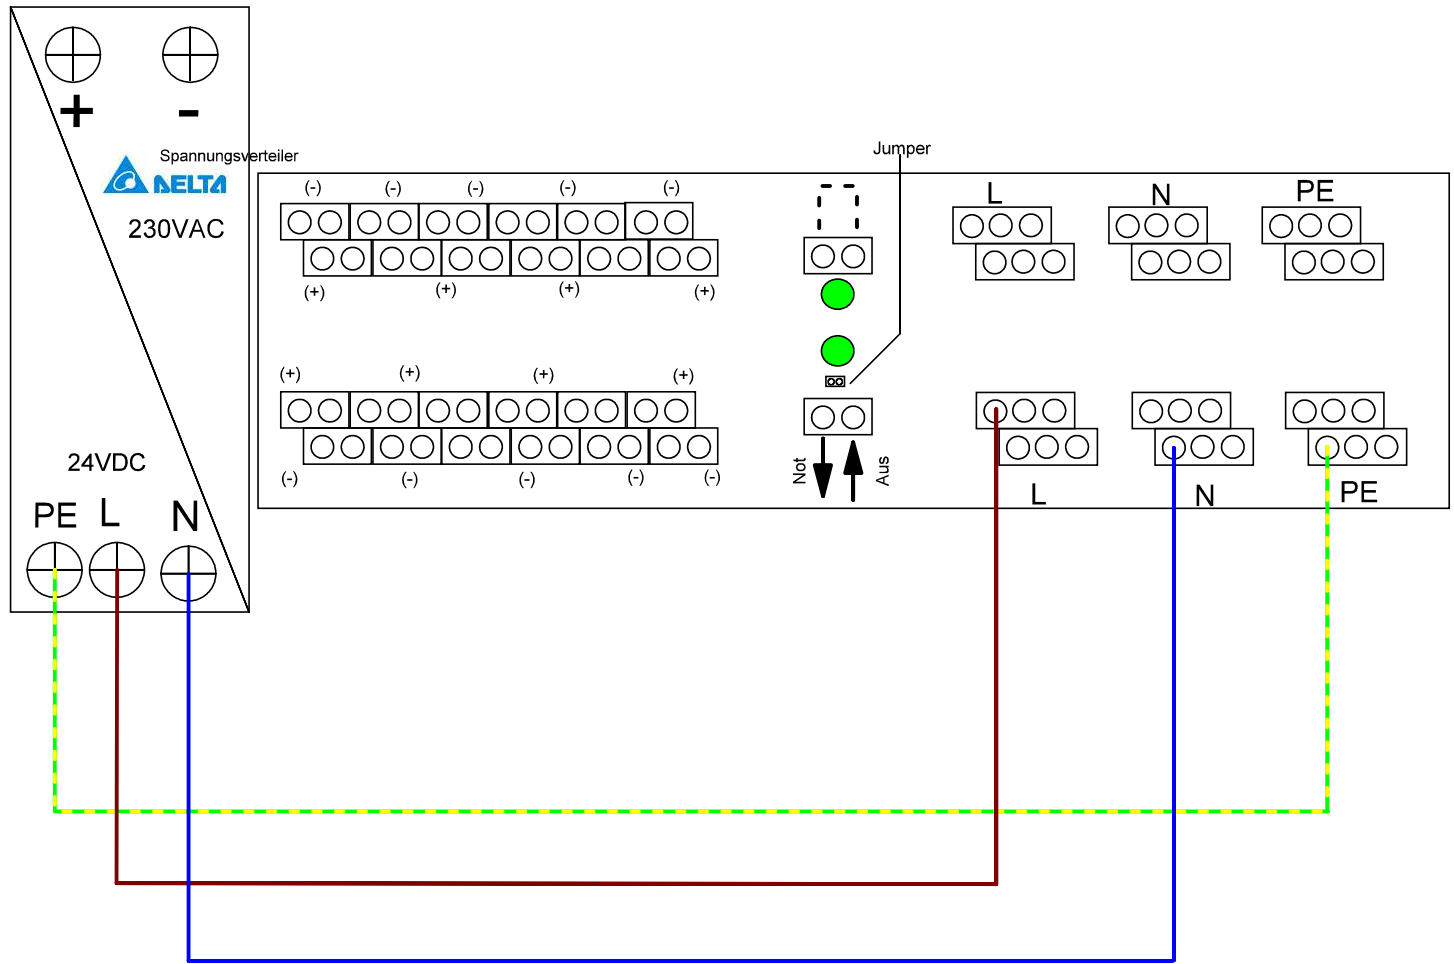 + -
Spannungsverteiler
DELTA
230VAC
24VDC
PE L N
Jumper
(-) (-) (-) (-) (-)
(+) (+) (+) (+)
(+) (+) (+) (+)
(-) (-) (-) (-) (-)
Not Aus
L N PE
L N PE